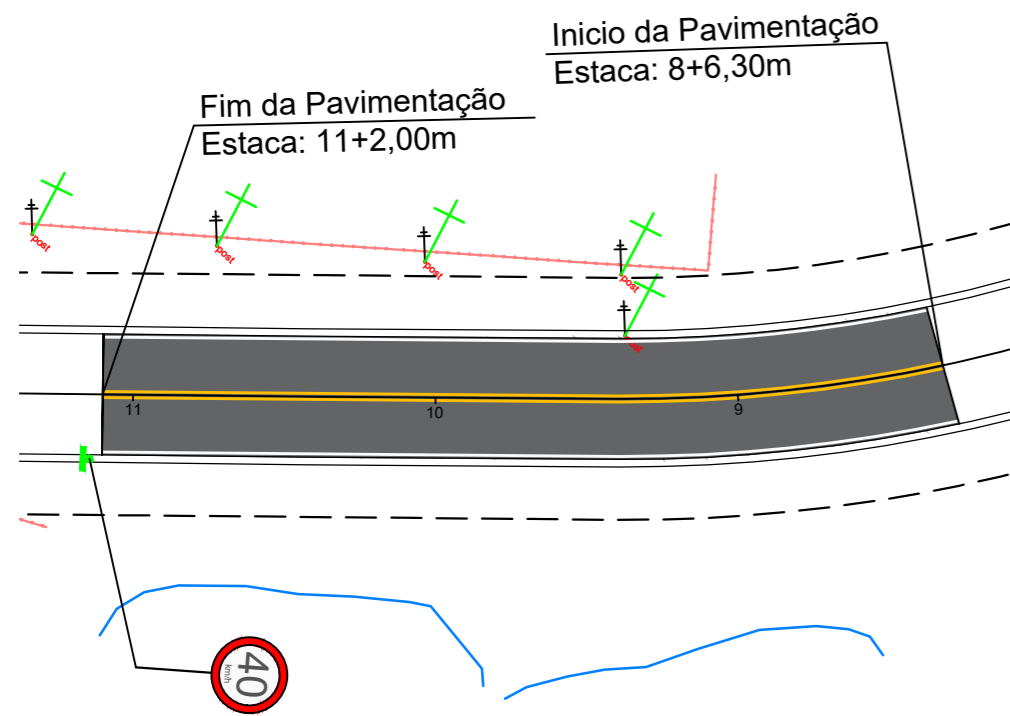 Inicio da Pavimentação
Estaca: 8+6,30m
Fim da Pavimentação
Estaca: 11+2,00m
post
post
post
post
11
10
9
40
km/h